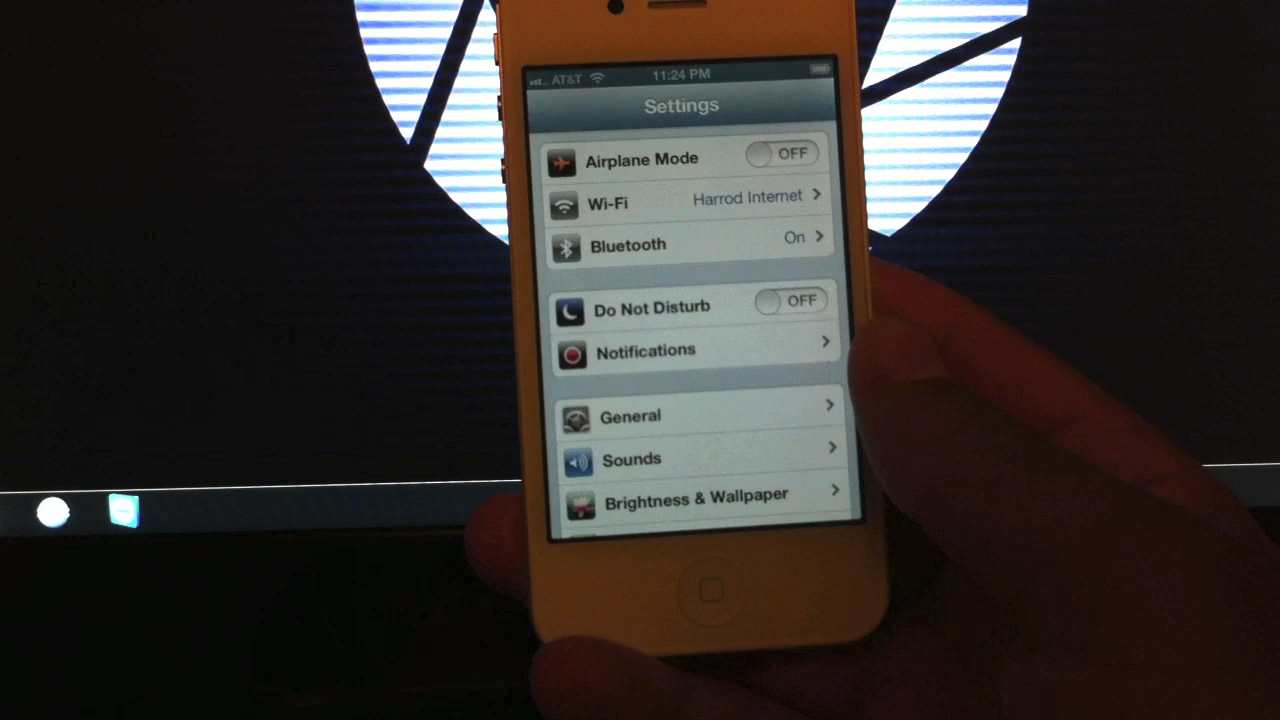 AT&T 11:24 PM
Settings
Airplane Mode OFF
Wi-Fi Harrod Internet
Bluetooth On
Do Not Disturb OFF
Notifications
General
Sounds
Brightness & Wallpaper